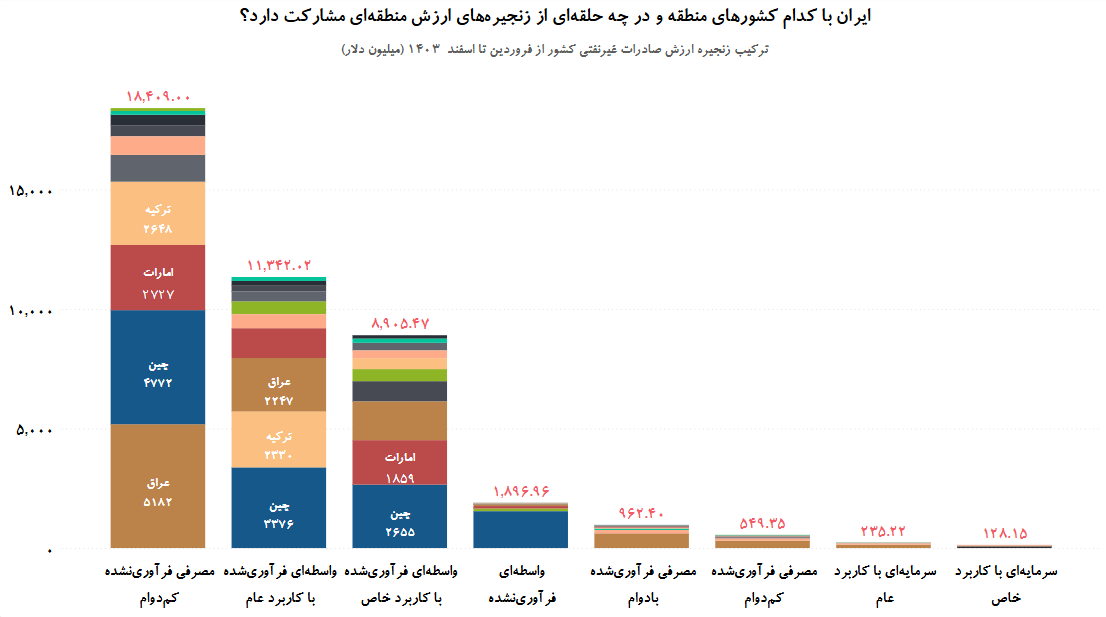 ایران با کدام کشورهای منطقه و در چه حلقه‌ای از زنجیره‌های ارزش منطقه‌ای مشارکت دارد؟
ترکیب زنجیره ارزش صادرات غیرنفتی کشور از فروردین تا اسفند ۱۴۰۳ (میلیون دلار)
۱۵,۰۰۰
۱۰,۰۰۰
۵,۰۰۰
۰
۱۸,۴۰۹.۰۰
ترکیه
۲۶۴۸
امارات
۲۷۲۷
چین
۴۷۷۲
عراق
۵۱۸۲
مصرفی فرآوری‌نشده
کم‌دوام
۱۱,۳۴۲.۰۲
عراق
۲۲۴۷
ترکیه
۲۳۳۰
چین
۳۳۷۶
واسطه‌ای فرآوری‌شده
با کاربرد عام
۸,۹۰۵.۴۷
امارات
۱۸۵۹
چین
۲۶۵۵
واسطه‌ای فرآوری‌شده
با کاربرد خاص
۱,۸۹۶.۹۶
واسطه‌ای
فرآوری‌نشده
۹۶۲.۴۰
مصرفی فرآوری‌شده
بادوام
۵۴۹.۳۵
مصرفی فرآوری‌شده
کم‌دوام
۲۳۵.۲۲
سرمایه‌ای با کاربرد
عام
۱۲۸.۱۵
سرمایه‌ای با کاربرد
خاص